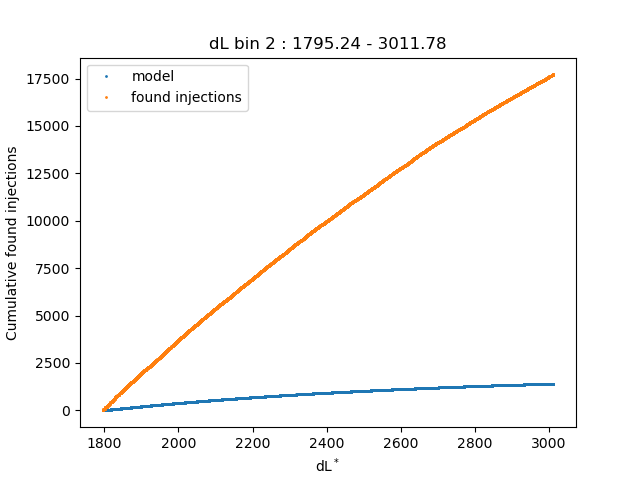 dL bin 2 : 1795.24 - 3011.78
model
found injections
17500
15000
12500
10000
7500
5000
2500
0
Cumulative found injections
1800 2000 2200 2400 2600 2800 3000
dL*